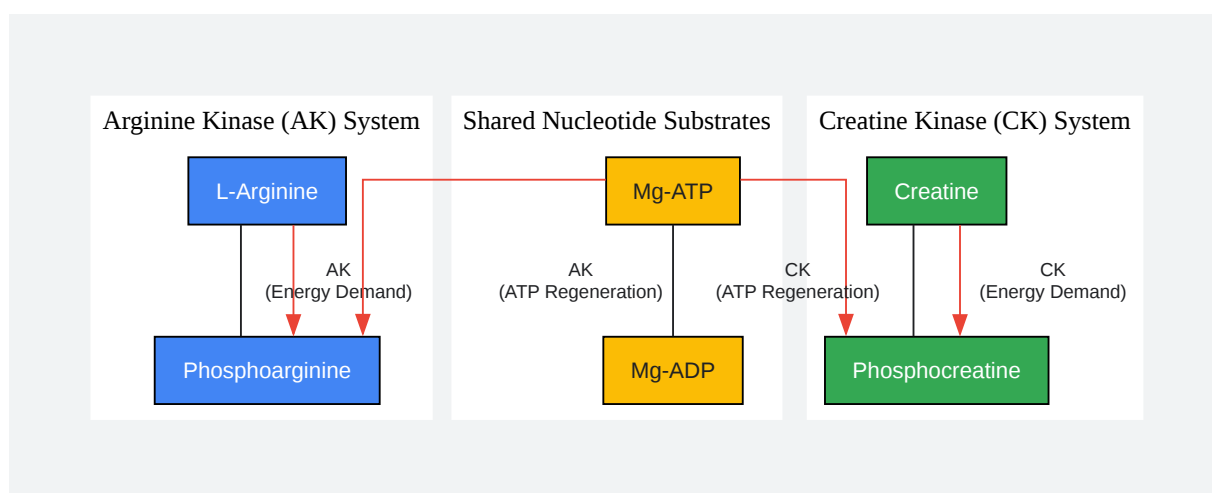 Arginine Kinase (AK) System
L-Arginine
AK
(Energy Demand)
Phosphoarginine
Shared Nucleotide Substrates
Mg-ATP
AK
(ATP Regeneration)
CK
(ATP Regeneration)
Mg-ADP
Creatine Kinase (CK) System
Creatine
CK
(Energy Demand)
Phosphocreatine